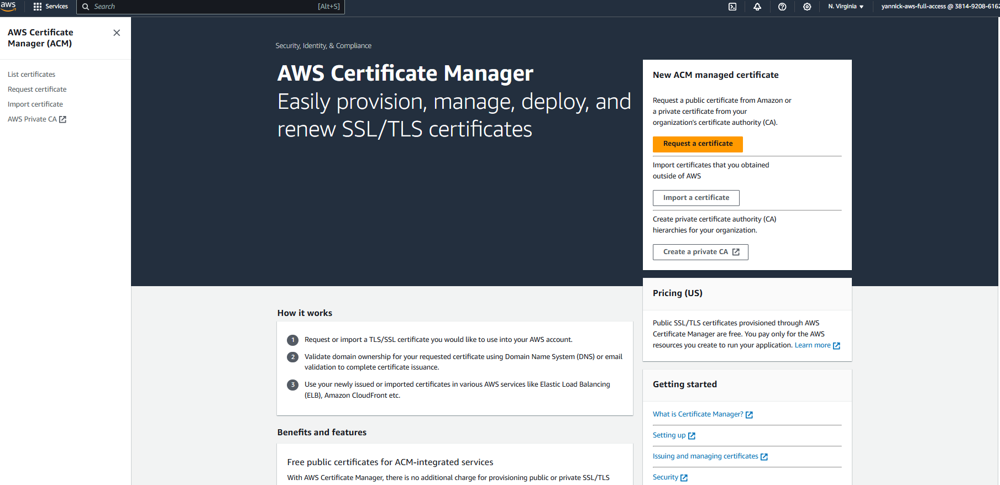 aws
Services
Search
[Alt+S]
N. Virginia
yannick-aws-full-access @ 3814-9208-6162
AWS Certificate
Manager (ACM)
List certificates
Request certificate
Import certificate
AWS Private CA
Security, Identity, & Compliance
AWS Certificate Manager
Easily provision, manage, deploy, and
renew SSL/TLS certificates
New ACM managed certificate
Request a public certificate from Amazon or
a private certificate from your
organization's certificate authority (CA).
Request a certificate
Import certificates that you obtained
outside of AWS
Import a certificate
Create private certificate authority (CA)
hierarchies for your organization.
Create a private CA
Pricing (US)
Public SSL/TLS certificates provisioned through AWS
Certificate Manager are free. You pay only for the AWS
resources you create to run your application. Learn more
Getting started
What is Certificate Manager?
Setting up
Issuing and managing certificates
Security
How it works
1 Request or import a TLS/SSL certificate you would like to use into your AWS account.
2 Validate domain ownership for your requested certificate using Domain Name System (DNS) or email
validation to complete certificate issuance.
3 Use your newly issued or imported certificates in various AWS services like Elastic Load Balancing
(ELB), Amazon CloudFront etc.
Benefits and features
Free public certificates for ACM-integrated services
With AWS Certificate Manager, there is no additional charge for provisioning public or private SSL/TLS